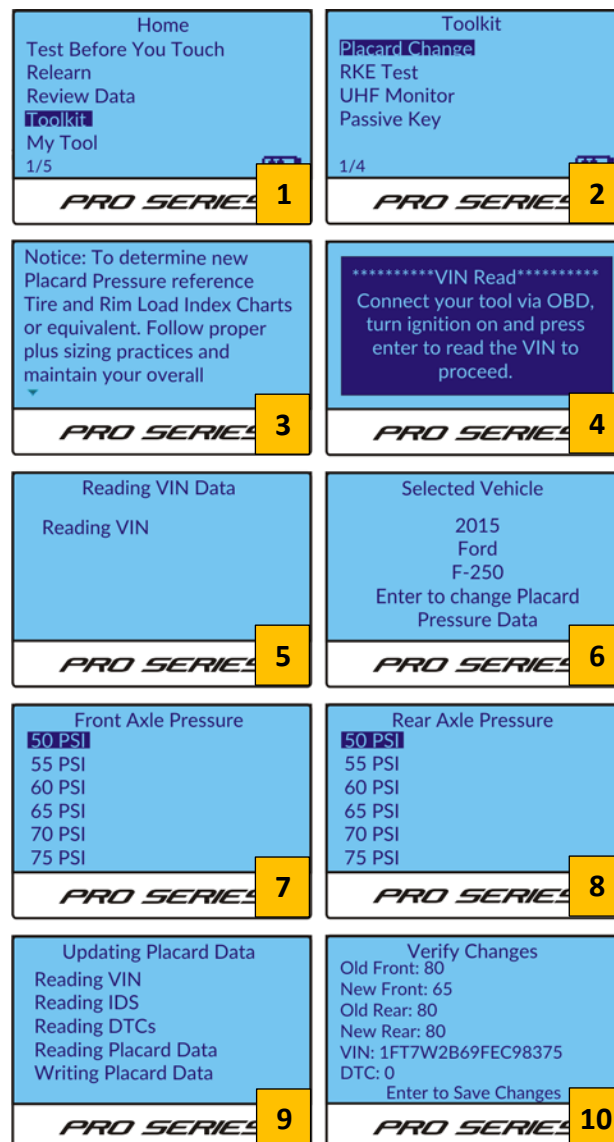 Home
Test Before You Touch
Relearn
Review Data
Toolkit
My Tool
1/5
PRO SERIES
1
Toolkit
Placard Change
RKE Test
UHF Monitor
Passive Key
1/4
PRO SERIES
2
Notice: To determine new
Placard Pressure reference
Tire and Rim Load Index Charts
or equivalent. Follow proper
plus sizing practices and
maintain your overall
PRO SERIES
3
**********VIN Read**********
Connect your tool via OBD,
turn ignition on and press
enter to read the VIN to
proceed.
PRO SERIES
4
Reading VIN Data
Reading VIN
PRO SERIES
5
Selected Vehicle
2015
Ford
F-250
Enter to change Placard
Pressure Data
PRO SERIES
6
Front Axle Pressure
50 PSI
55 PSI
60 PSI
65 PSI
70 PSI
75 PSI
PRO SERIES
7
Rear Axle Pressure
50 PSI
55 PSI
60 PSI
65 PSI
70 PSI
75 PSI
PRO SERIES
8
Updating Placard Data
Reading VIN
Reading IDS
Reading DTCs
Reading Placard Data
Writing Placard Data
PRO SERIES
9
Verify Changes
Old Front: 80
New Front: 65
Old Rear: 80
New Rear: 80
VIN: 1FT7W2B69FEC98375
DTC: 0
Enter to Save Changes
PRO SERIES
10